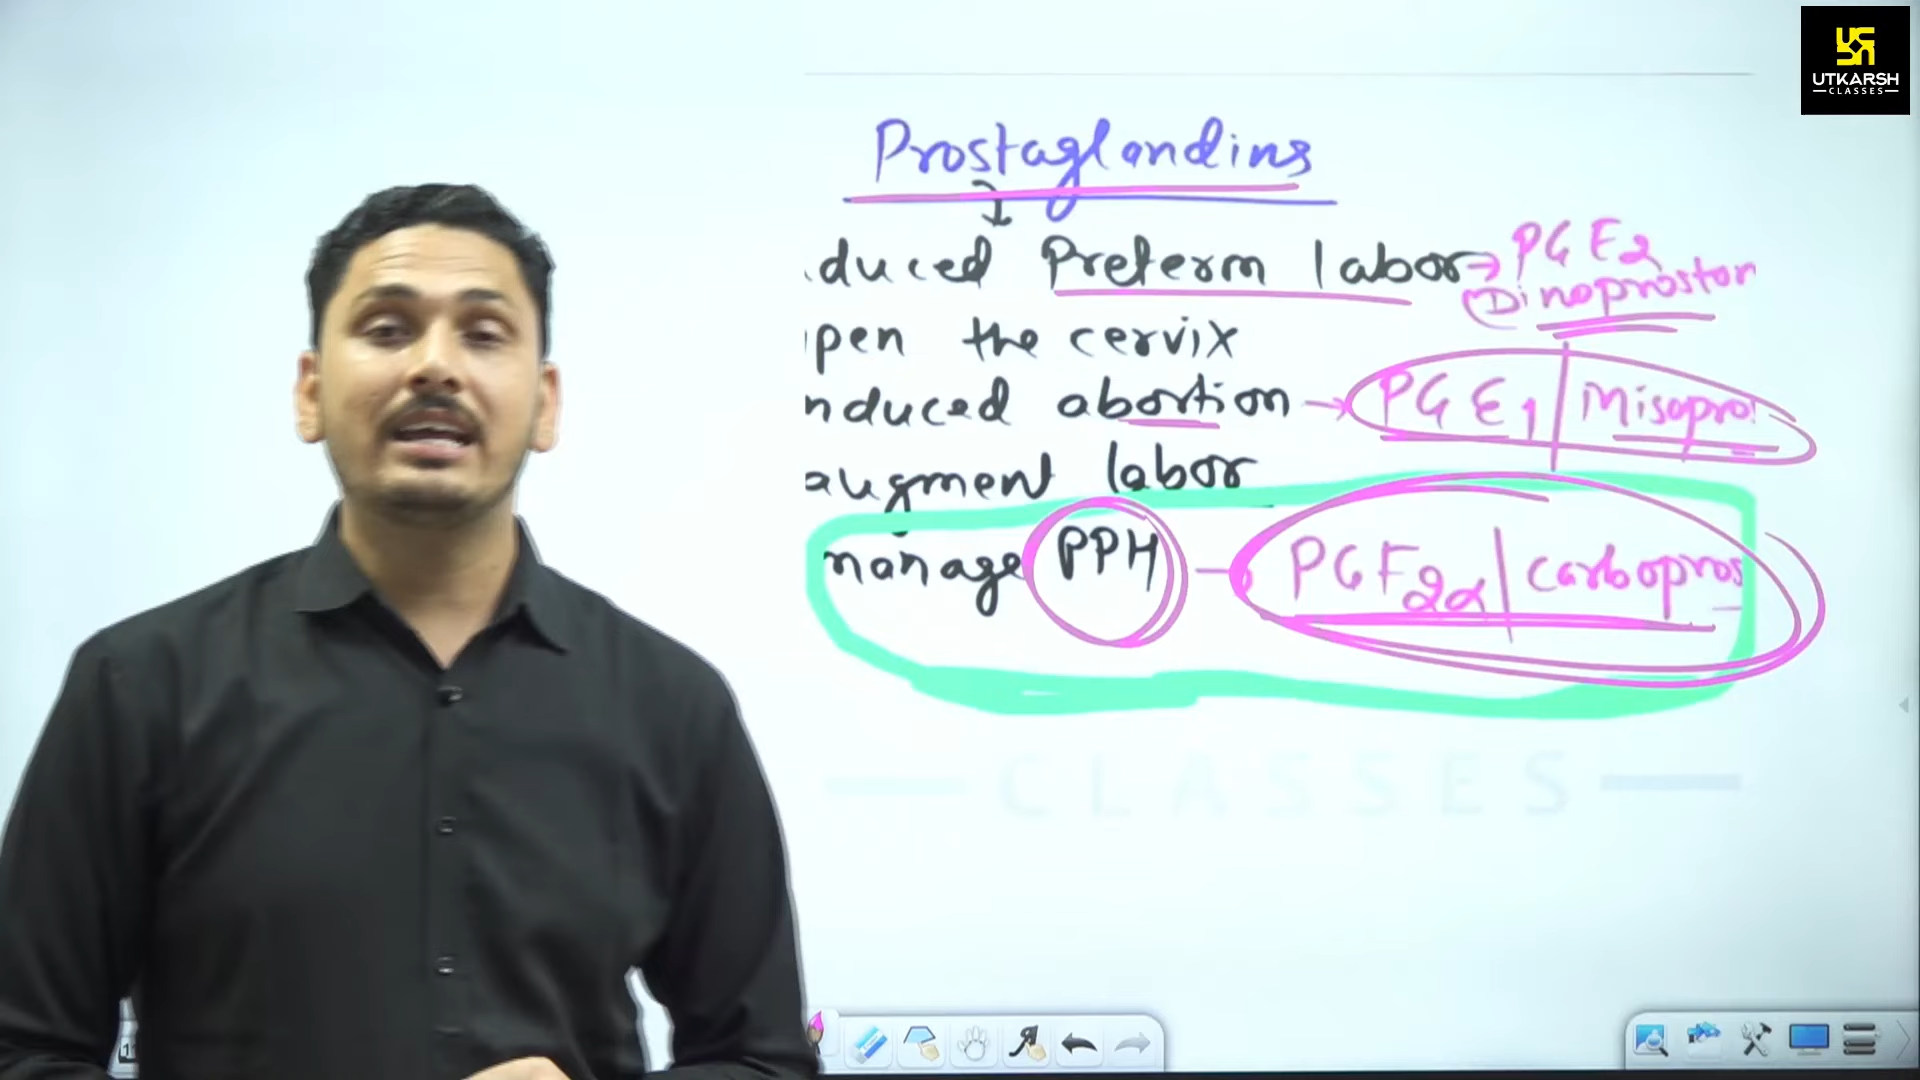 UTKARSH
CLASSES
Prostaglandins
duced Preterm labor → PGE2
Dinoproston
pen the cervix
nduced abortion → PGE1 | Misopro
augment labor
manage PPH → PGF2α | Carbopros
CLASSES